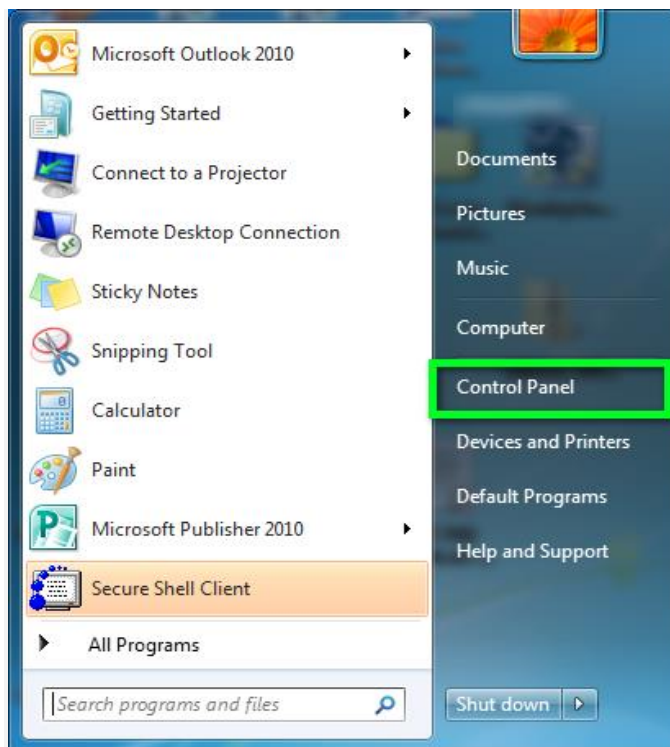 Microsoft Outlook 2010
Getting Started
Connect to a Projector
Remote Desktop Connection
Sticky Notes
Snipping Tool
Calculator
Paint
Microsoft Publisher 2010
Secure Shell Client
All Programs
Search programs and files
Documents
Pictures
Music
Computer
Control Panel
Devices and Printers
Default Programs
Help and Support
Shut down